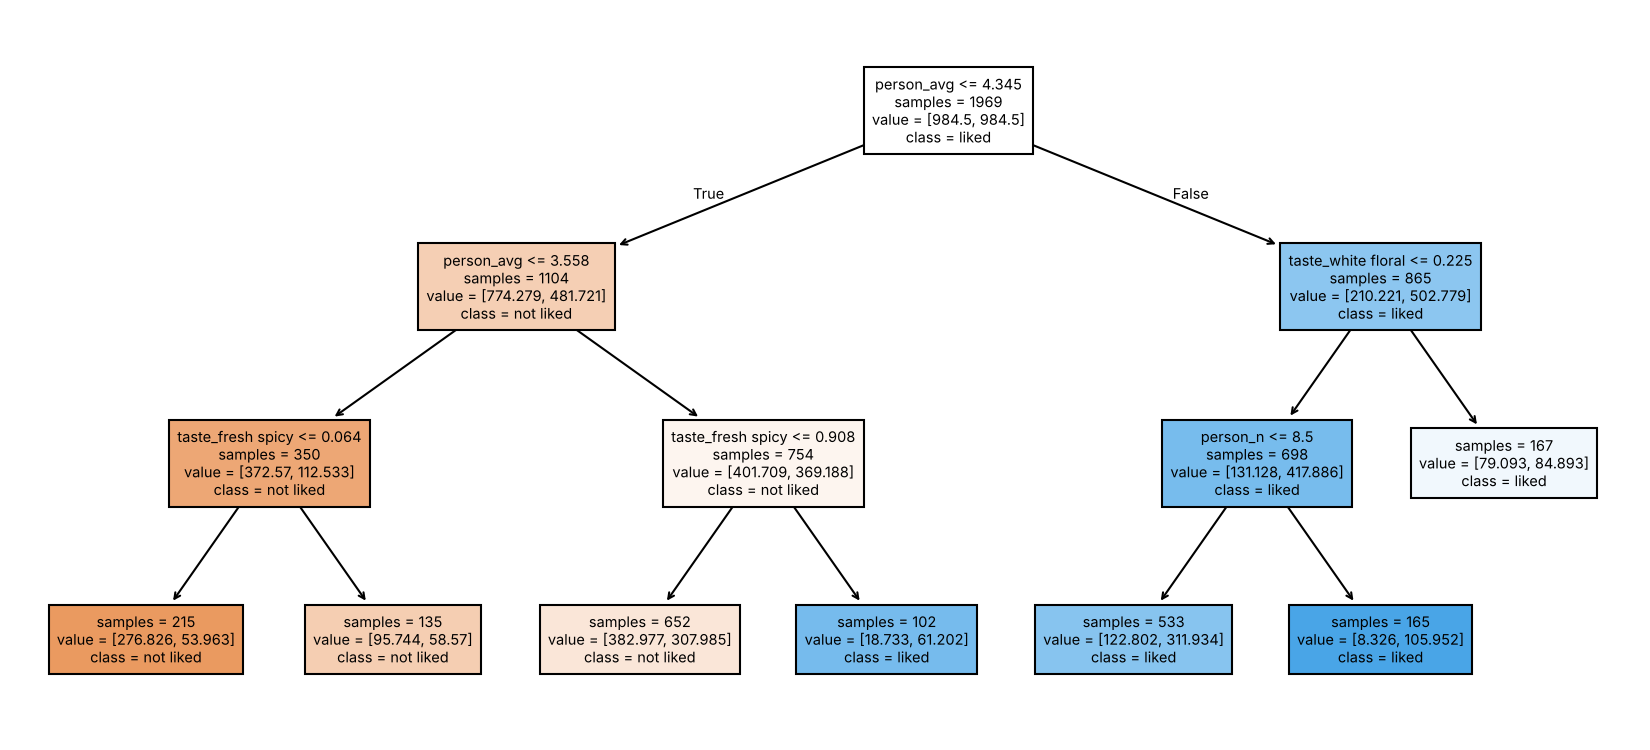 person_avg <= 4.345
samples = 1969
value = [984.5, 984.5]
class = liked
True
False
person_avg <= 3.558
samples = 1104
value = [774.279, 481.721]
class = not liked
taste_white floral <= 0.225
samples = 865
value = [210.221, 502.779]
class = liked
taste_fresh spicy <= 0.064
samples = 350
value = [372.57, 112.533]
class = not liked
taste_fresh spicy <= 0.908
samples = 754
value = [401.709, 369.188]
class = not liked
person_n <= 8.5
samples = 698
value = [131.128, 417.886]
class = liked
samples = 167
value = [79.093, 84.893]
class = liked
samples = 215
value = [276.826, 53.963]
class = not liked
samples = 135
value = [95.744, 58.57]
class = not liked
samples = 652
value = [382.977, 307.985]
class = not liked
samples = 102
value = [18.733, 61.202]
class = liked
samples = 533
value = [122.802, 311.934]
class = liked
samples = 165
value = [8.326, 105.952]
class = liked